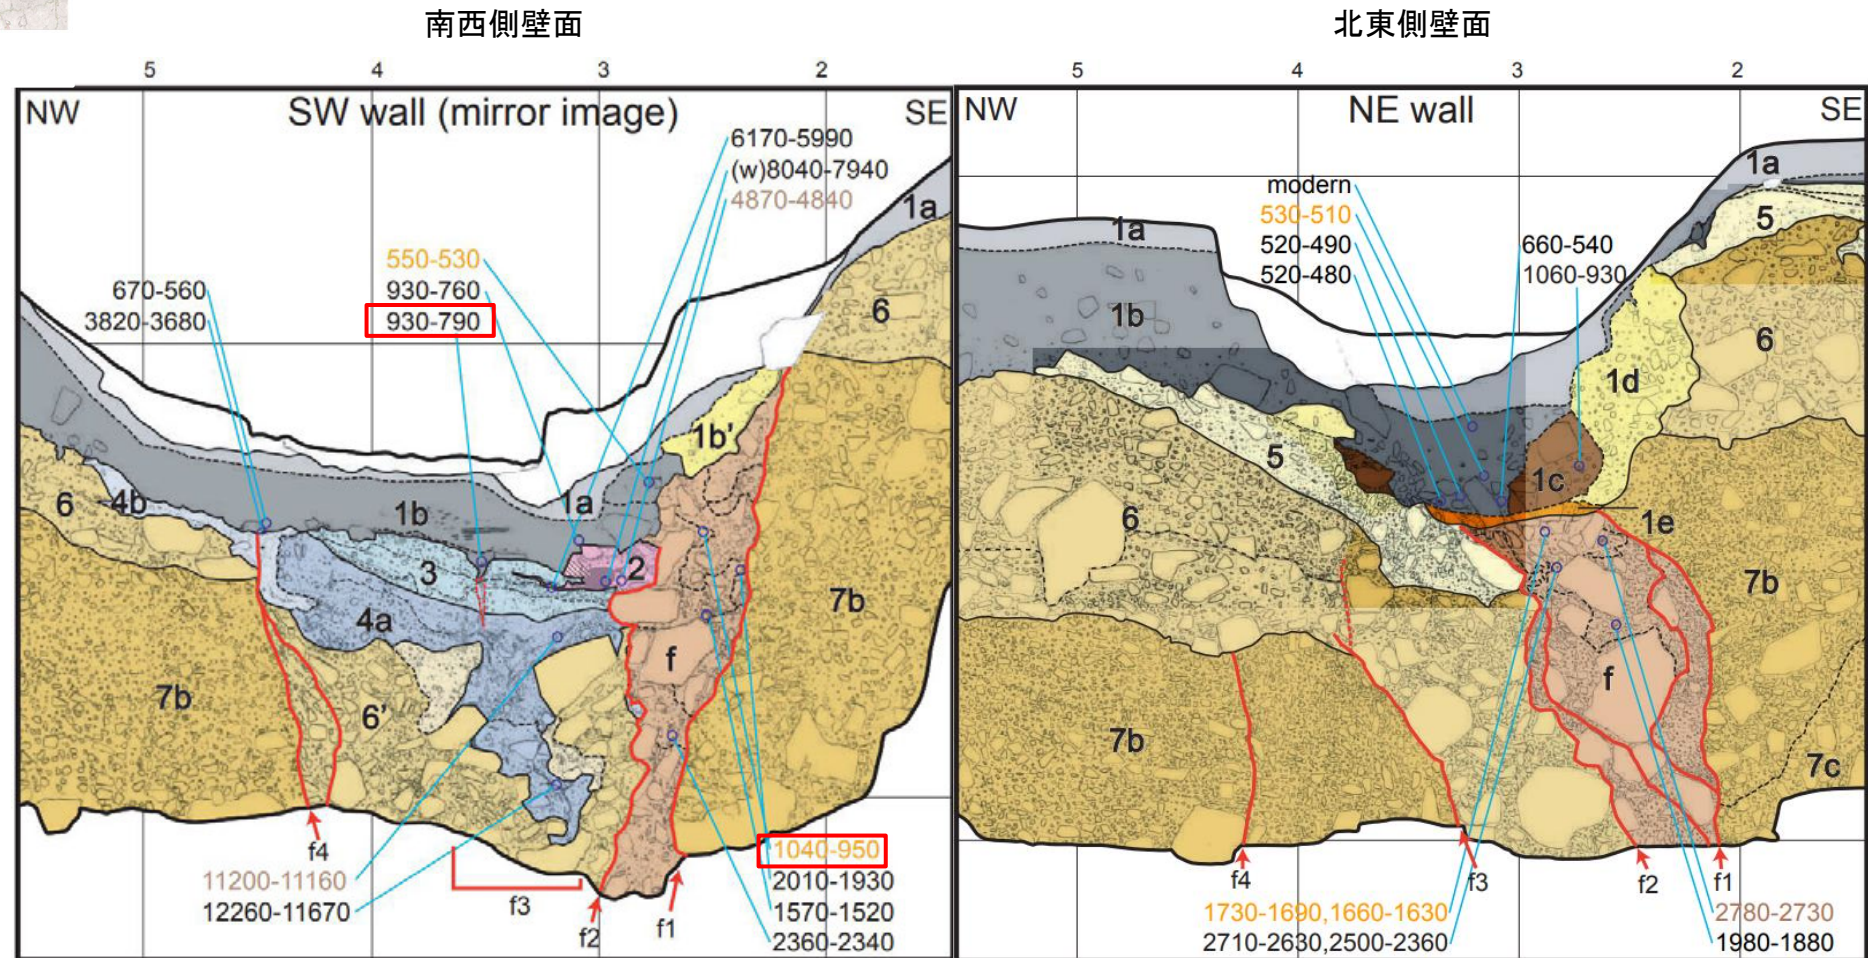 南西側壁面
北東側壁面
5 4 3 2
5 4 3 2
NW
SW wall (mirror image)
SE
6170-5990
(w)8040-7940
4870-4840
1a
550-530
930-760
930-790
670-560
3820-3680
6
1b'
6
4b
1b
1a
3
2
4a
7b
f
7b
6'
f4
1040-950
11200-11160
2010-1930
12260-11670
f3
1570-1520
f2
f1
2360-2340
NW
NE wall
SE
1a
modern
530-510
520-490
520-480
660-540
1060-930
1a
5
1b
6
1d
5
1c
6
1e
7b
f
7b
7c
f4
f3
f2
f1
1730-1690,1660-1630
2710-2630,2500-2360
2780-2730
1980-1880